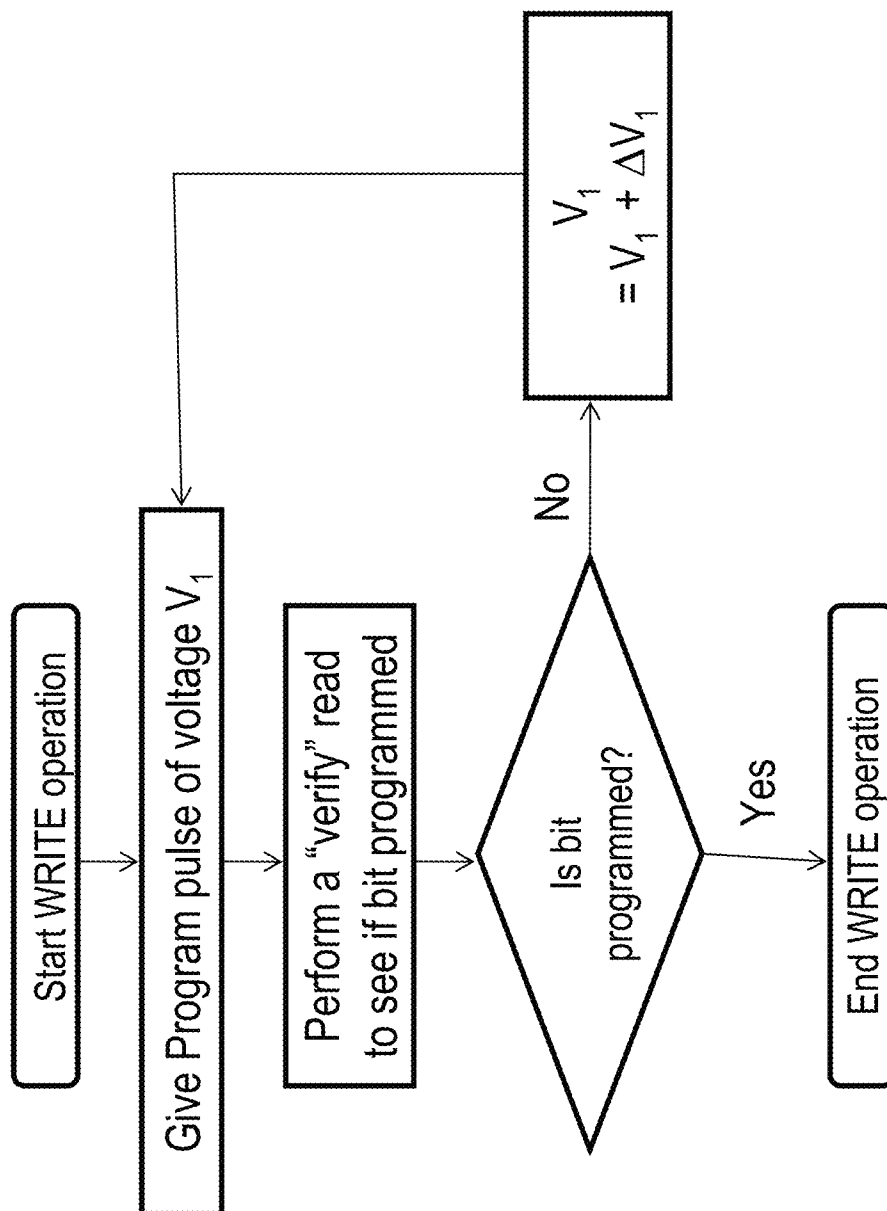 Start WRITE operation
Give Program pulse of voltage V₁
Perform a “verify” read
to see if bit programmed
Is bit
programmed?
No
V₁
= V₁ + ΔV₁
Yes
End WRITE operation